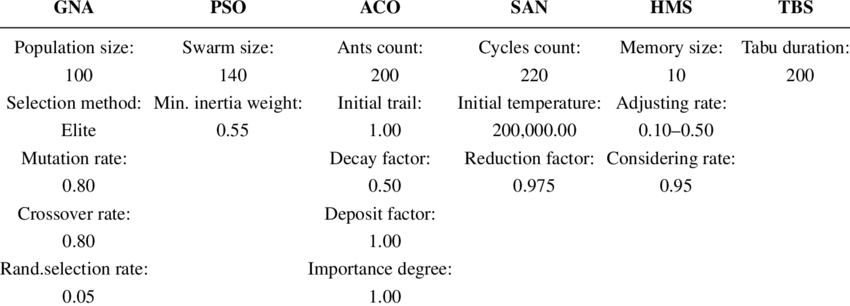 GNA PSO ACO SAN HMS TBS
Population size: Swarm size: Ants count: Cycles count: Memory size: Tabu duration:
100 140 200 220 10 200
Selection method: Min. inertia weight: Initial trail: Initial temperature: Adjusting rate:
Elite 0.55 1.00 200,000.00 0.10–0.50
Mutation rate: Decay factor: Reduction factor: Considering rate:
0.80 0.50 0.975 0.95
Crossover rate: Deposit factor:
0.80 1.00
Rand.selection rate: Importance degree:
0.05 1.00